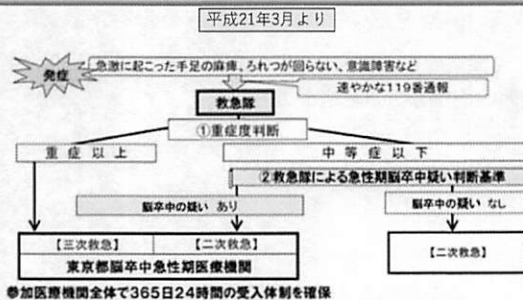 平成21年3月より
発症
急激に起こった手足の麻痺、ろれつが回らない、意識障害など
速やかな119番通報
救急隊
①重症度判断
重症以上
中等症以下
②救急隊による急性期脳卒中疑い判断基準
脳卒中の疑い あり
脳卒中の疑い なし
【三次救急】
【二次救急】
東京都脳卒中急性期医療機関
【二次救急】
参加医療機関全体で365日24時間の受入体制を確保